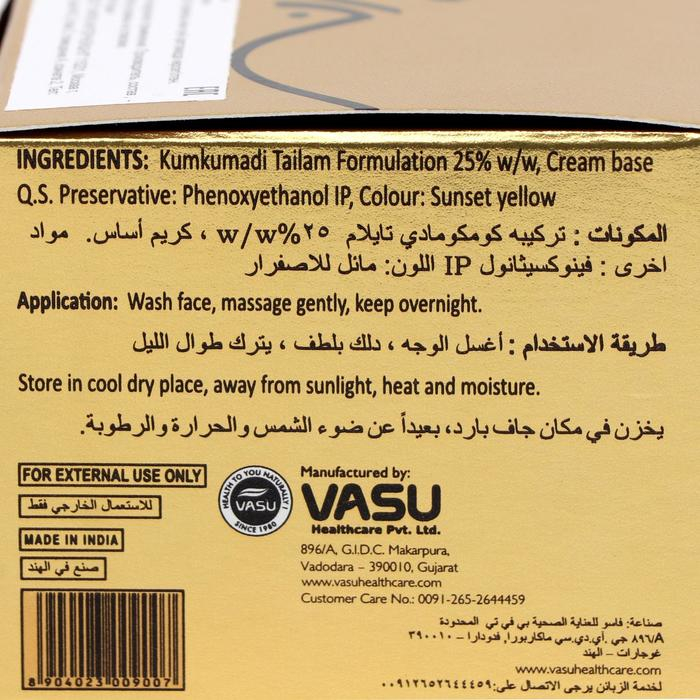 INGREDIENTS: Kumkumadi Tailam Formulation 25% w/w, Cream base
Q.S. Preservative: Phenoxyethanol IP, Colour: Sunset yellow
المكونات : تركيبه كومكومادي تايلام ٢٥%w/w ، كريم أساس. مواد
اخرى : فينوكسيثانول IP اللون: مائل للاصفرار
Application: Wash face, massage gently, keep overnight.
طريقة الاستخدام : أغسل الوجه ، دلك بلطف ، يترك طوال الليل
Store in cool dry place, away from sunlight, heat and moisture.
يخزن في مكان جاف بارد، بعيداً عن ضوء الشمس والحرارة والرطوبة.
FOR EXTERNAL USE ONLY
للاستعمال الخارجي فقط
MADE IN INDIA
صنع في الهند
HEALTH TO YOU NATURALLY!
VASU
SINCE 1980
Manufactured by:
VASU
Healthcare Pvt. Ltd.
896/A, G.I.D.C. Makarpura,
Vadodara – 390010, Gujarat
www.vasuhealthcare.com
Customer Care No.: 0091-265-2644459
صناعة: فاسو للعناية الصحية بي في تي المحدودة
٨٩٦/A جي .أي.دي.سي ماكاربورا, فدودارا – ٣٩٠٠١٠
غوجارات – الهند
www.vasuhealthcare.com
لخدمة الزبائن يرجى الاتصال على:٠٠٩١٢٦٥٢٦٤٤٤٥٩
8 904023 009007